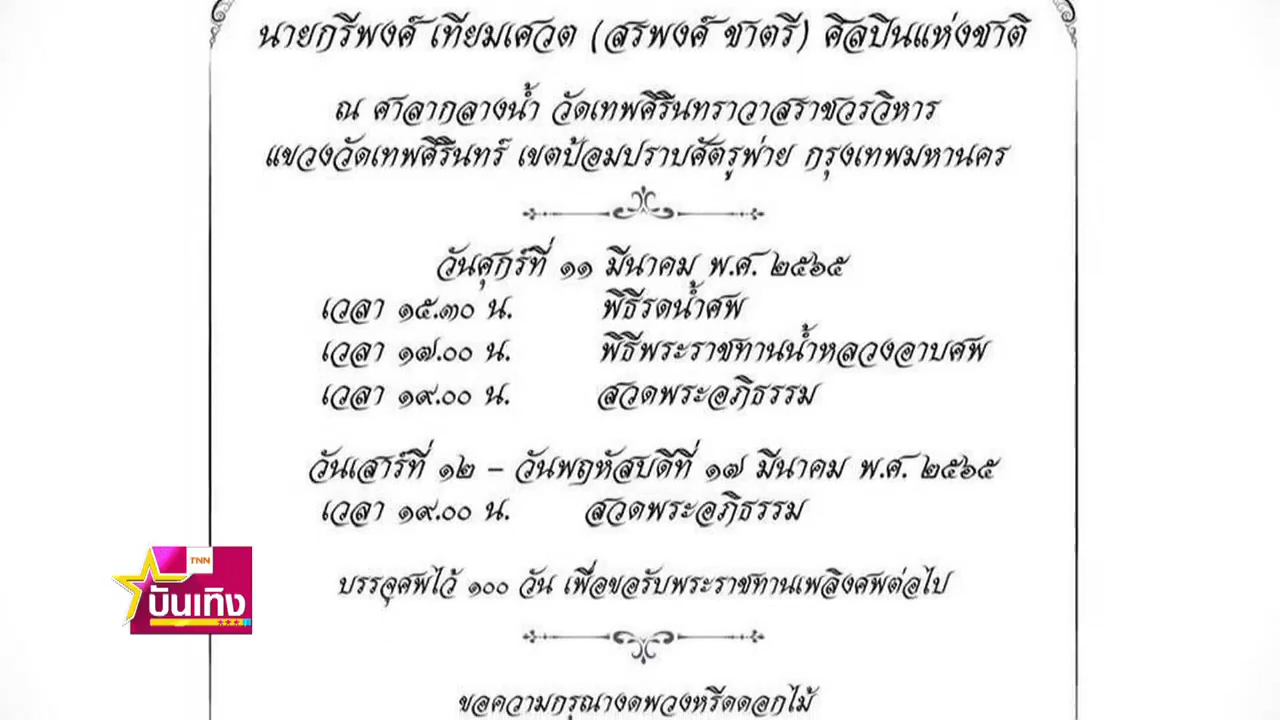 นายกรีพงศ์ เทียมเศวต (สรพงศ์ ชาตรี) ศิลปินแห่งชาติ
ณ ศาลากลางน้ำ วัดเทพศิรินทราวาสราชวรวิหาร
แขวงวัดเทพศิรินทร์ เขตป้อมปราบศัตรูพ่าย กรุงเทพมหานคร
วันศุกร์ที่ ๑๑ มีนาคม พ.ศ. ๒๕๖๕
เวลา ๑๕.๓๐ น. พิธีรดน้ำศพ
เวลา ๑๗.๐๐ น. พิธีพระราชทานน้ำหลวงอาบศพ
เวลา ๑๙.๐๐ น. สวดพระอภิธรรม
วันเสาร์ที่ ๑๒ – วันพฤหัสบดีที่ ๑๗ มีนาคม พ.ศ. ๒๕๖๕
เวลา ๑๙.๐๐ น. สวดพระอภิธรรม
บรรจุศพไว้ ๑๐๐ วัน เพื่อขอรับพระราชทานเพลิงศพต่อไป
ขอความกรุณางดพวงหรีดดอกไม้
TNN
บันเทิง